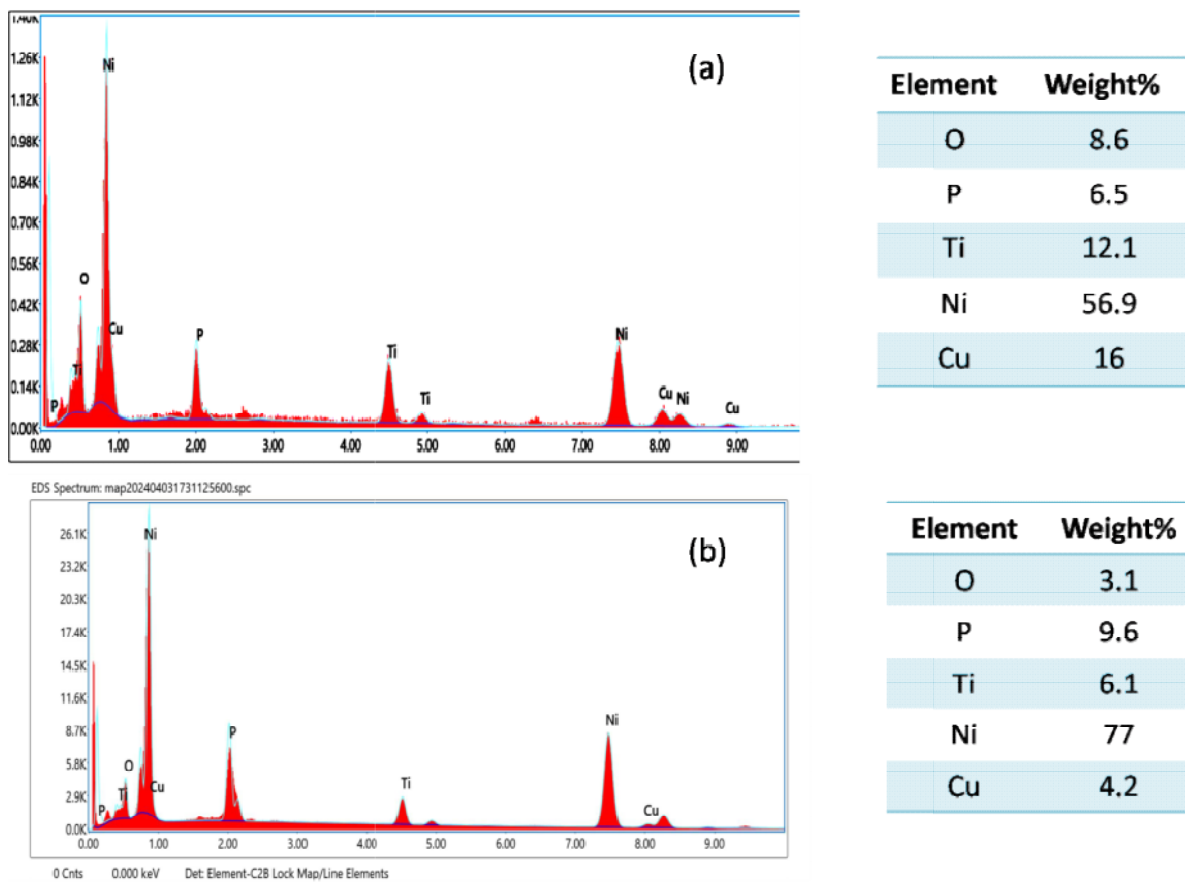 1.40K
1.26K
1.12K
0.98K
0.84K
0.70K
0.56K
0.42K
0.28K
0.14K
0.00K
0.00 1.00 2.00 3.00 4.00 5.00 6.00 7.00 8.00 9.00
(a)
Ni
O
Cu
Ti
P
P
Ti
Ti
Ni
Cu
Ni
Cu
Element Weight%
O 8.6
P 6.5
Ti 12.1
Ni 56.9
Cu 16
EDS Spectrum: map202404031731125600.spc
26.1K
23.2K
20.3K
17.4K
14.5K
11.6K
8.7K
5.8K
2.9K
0.0K
0.00 1.00 2.00 3.00 4.00 5.00 6.00 7.00 8.00 9.00
(b)
Ni
O
Ti
Cu
P
P
Ti
Ni
Cu
0 Cnts 0.000 keV Det: Element-C2B Lock Map/Line Elements
Element Weight%
O 3.1
P 9.6
Ti 6.1
Ni 77
Cu 4.2